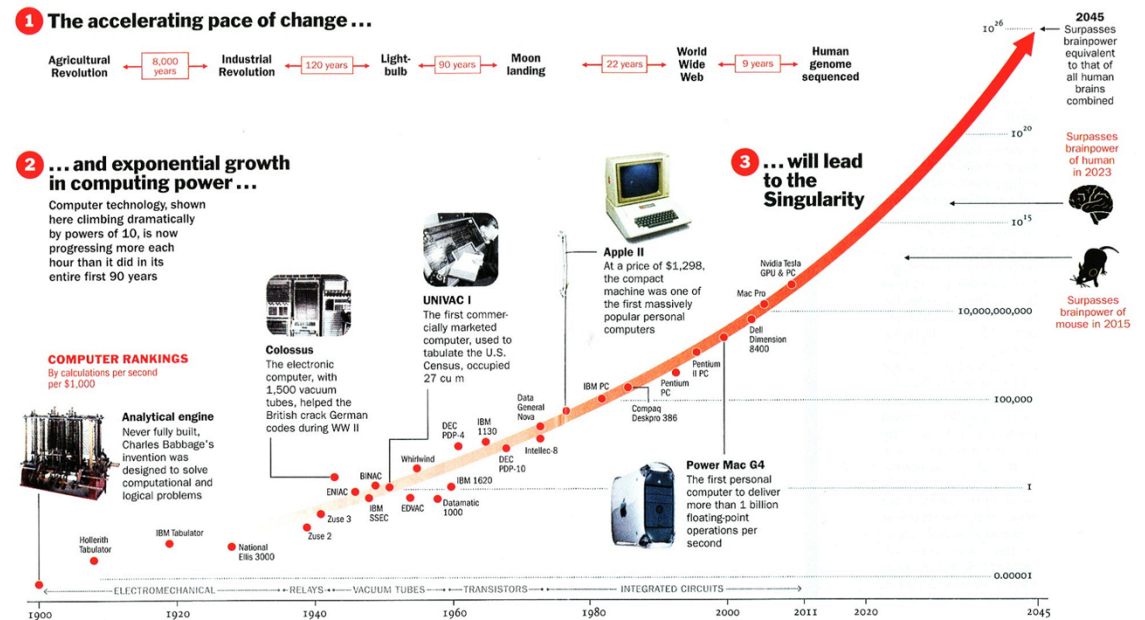 1 The accelerating pace of change...
Agricultural
Revolution
8,000
years
Industrial
Revolution
120 years
Light-
bulb
90 years
Moon
landing
22 years
World
Wide
Web
9 years
Human
genome
sequenced
2 ...and exponential growth
in computing power...
Computer technology, shown
here climbing dramatically
by powers of 10, is now
progressing more each
hour than it did in its
entire first 90 years
COMPUTER RANKINGS
By calculations per second
per $1,000
Analytical engine
Never fully built,
Charles Babbage's
invention was
designed to solve
computational and
logical problems
Colossus
The electronic
computer, with
1,500 vacuum
tubes, helped the
British crack German
codes during WW II
UNIVAC I
The first commer-
cially marketed
computer, used to
tabulate the U.S.
Census, occupied
27 cu m
Apple II
At a price of $1,298,
the compact
machine was one of
the first massively
popular personal
computers
Power Mac G4
The first personal
computer to deliver
more than 1 billion
floating-point
operations per
second
3 ...will lead
to the
Singularity
2045
Surpasses
brainpower
equivalent
to that of
all human
brains
combined
Surpasses
brainpower
of human
in 2023
Surpasses
brainpower of
mouse in 2015
10²⁶
10²⁰
10¹⁵
10,000,000,000
100,000
1
0.00001
Hollerith
Tabulator
IBM Tabulator
National
Ellis 3000
Zuse 2
Zuse 3
ENIAC
BINAC
IBM
SSEC
Whirlwind
EDVAC
Datamatic
1000
IBM 1620
DEC
PDP-4
IBM
1130
DEC
PDP-10
Data
General
Nova
Intellec-8
IBM PC
Compaq
Deskpro 386
Pentium
PC
Pentium
II PC
Mac Pro
Dell
Dimension
8400
Nvidia Tesla
GPU & PC
ELECTROMECHANICAL
RELAYS
VACUUM TUBES
TRANSISTORS
INTEGRATED CIRCUITS
1900
1920
1940
1960
1980
2000
2011
2020
2045